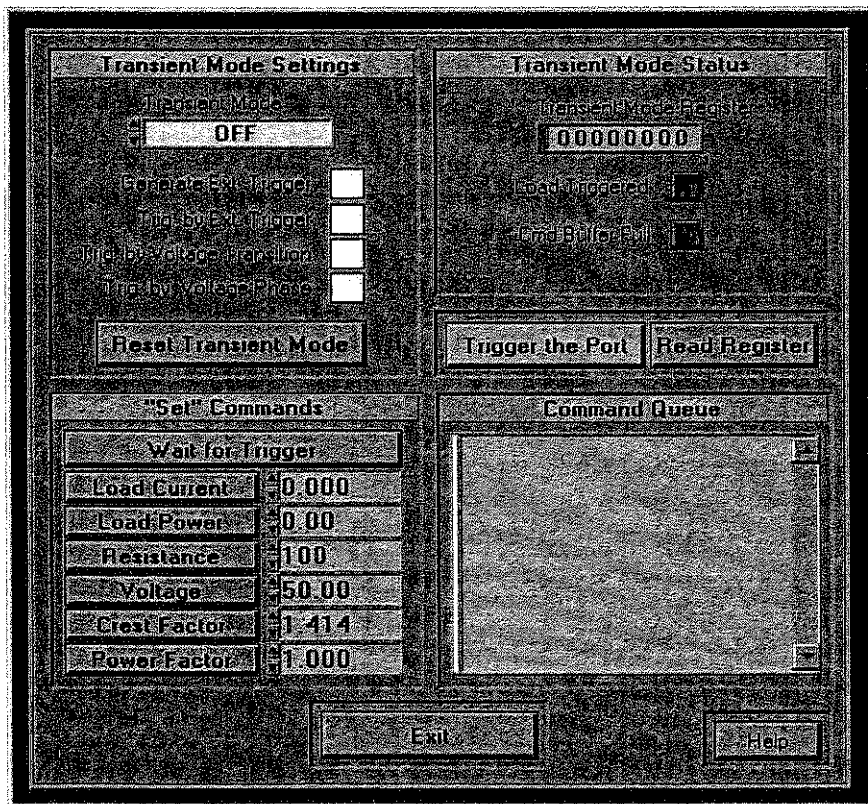 Transient Mode Settings
Transient Mode
OFF
Generate Ext. Trigger
Trig. by Ext. Trigger
Trig. by Voltage Transition
Trig. by Voltage Phase
Reset Transient Mode
Transient Mode Status
Transient Mode Register
00000000
Load Triggered
Cmd Buffer Full
Trigger the Port
Read Register
"Set" Commands
Wait for Trigger
Load Current 0.000
Load Power 0.00
Resistance 100
Voltage 50.00
Crest Factor 1.414
Power Factor 1.000
Command Queue
Exit
Help